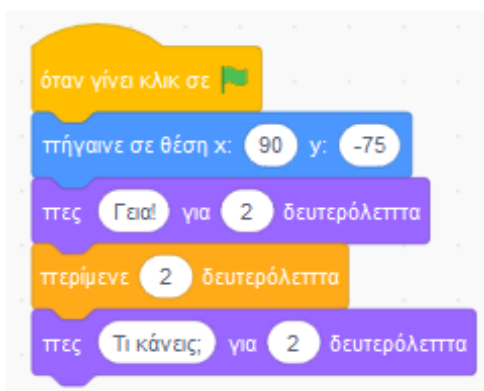 όταν γίνει κλικ σε
πήγαινε σε θέση x: 90 y: -75
πες Γεια! για 2 δευτερόλεπτα
περίμενε 2 δευτερόλεπτα
πες Τι κάνεις; για 2 δευτερόλεπτα